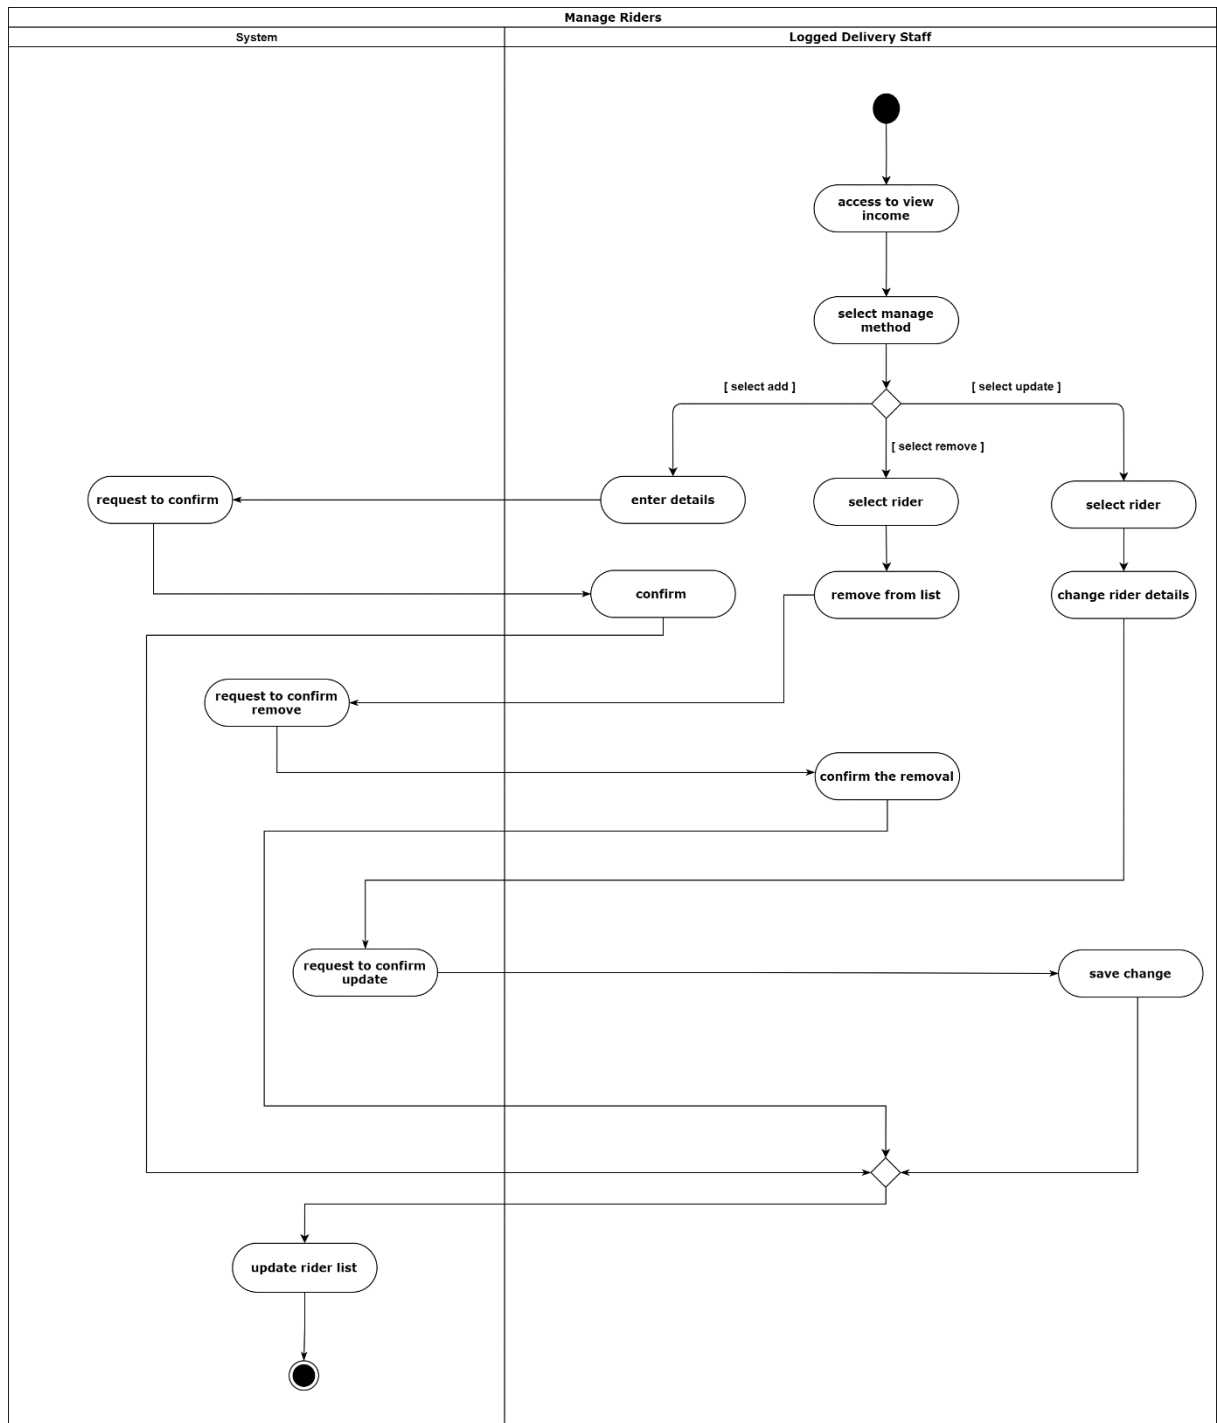 Manage Riders
System
Logged Delivery Staff
access to view
income
select manage
method
[ select add ]
[ select update ]
[ select remove ]
request to confirm
enter details
select rider
select rider
confirm
remove from list
change rider details
request to confirm
remove
confirm the removal
request to confirm
update
save change
update rider list